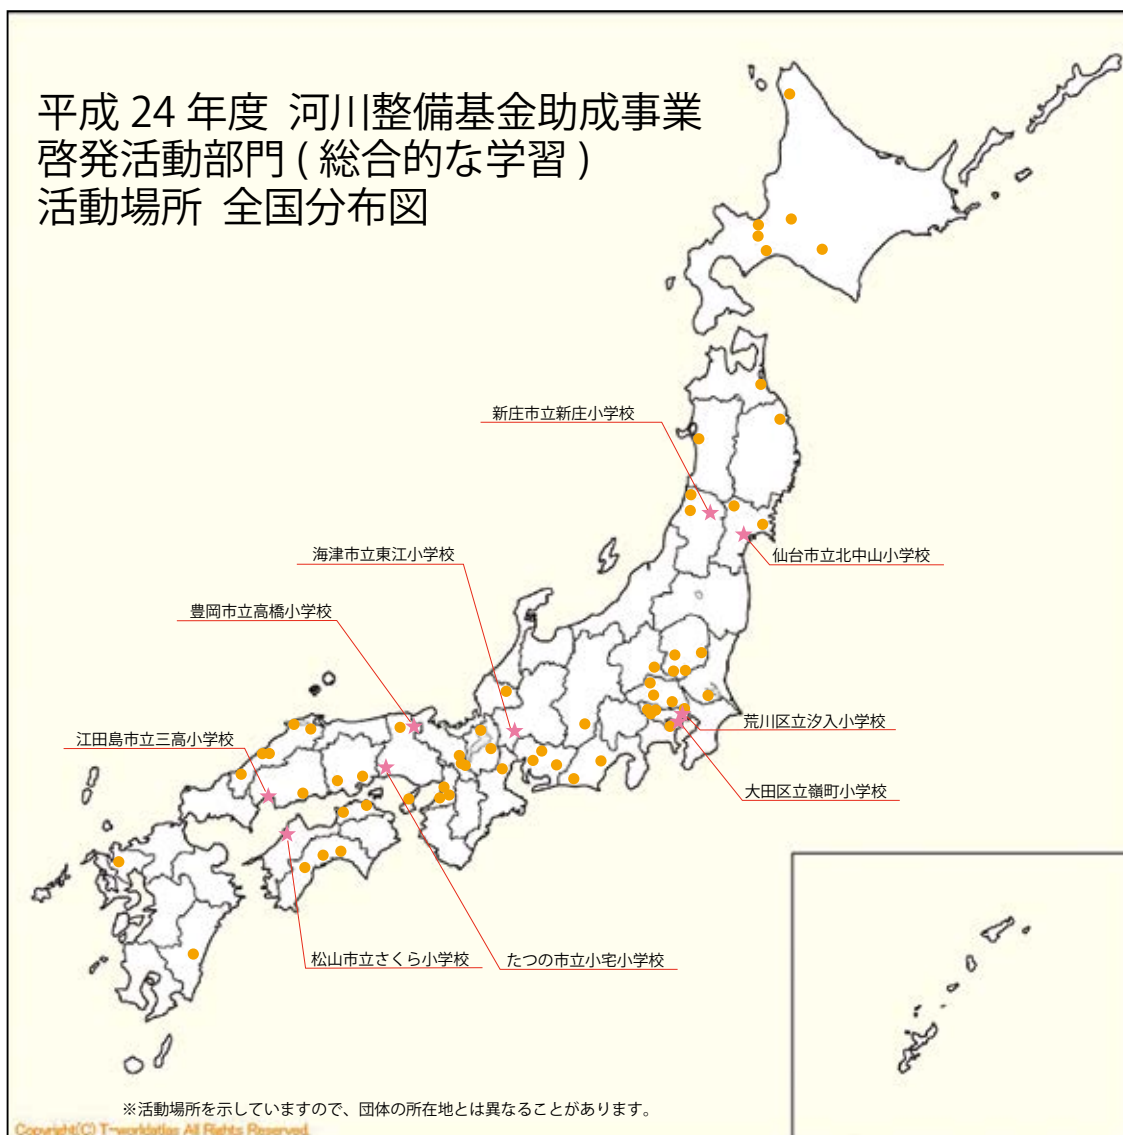 平成 24 年度 河川整備基金助成事業
啓発活動部門 ( 総合的な学習 )
活動場所 全国分布図
新庄市立新庄小学校
仙台市立北中山小学校
海津市立東江小学校
豊岡市立高橋小学校
江田島市立三高小学校
荒川区立汐入小学校
大田区立嶺町小学校
松山市立さくら小学校
たつの市立小宅小学校
※活動場所を示していますので、団体の所在地とは異なることがあります。
Copyright(C) T-worldatlas All Rights Reserved.